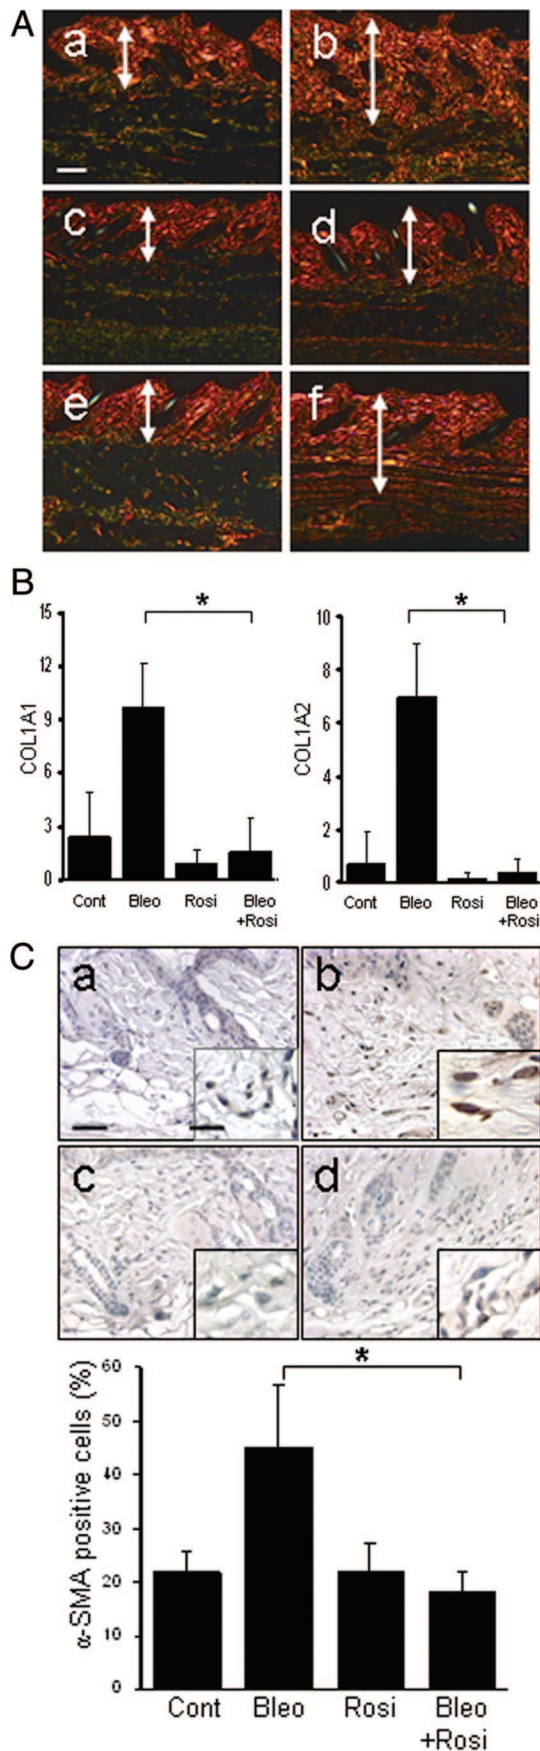 A
a
b
c
d
e
f
B
15
12
9
6
3
0
COL1A1
*
Cont
Bleo
Rosi
Bleo
+Rosi
10
8
6
4
2
0
COL1A2
*
Cont
Bleo
Rosi
Bleo
+Rosi
C
a
b
c
d
60
50
40
30
20
10
0
α-SMA positive cells (%)
*
Cont
Bleo
Rosi
Bleo
+Rosi